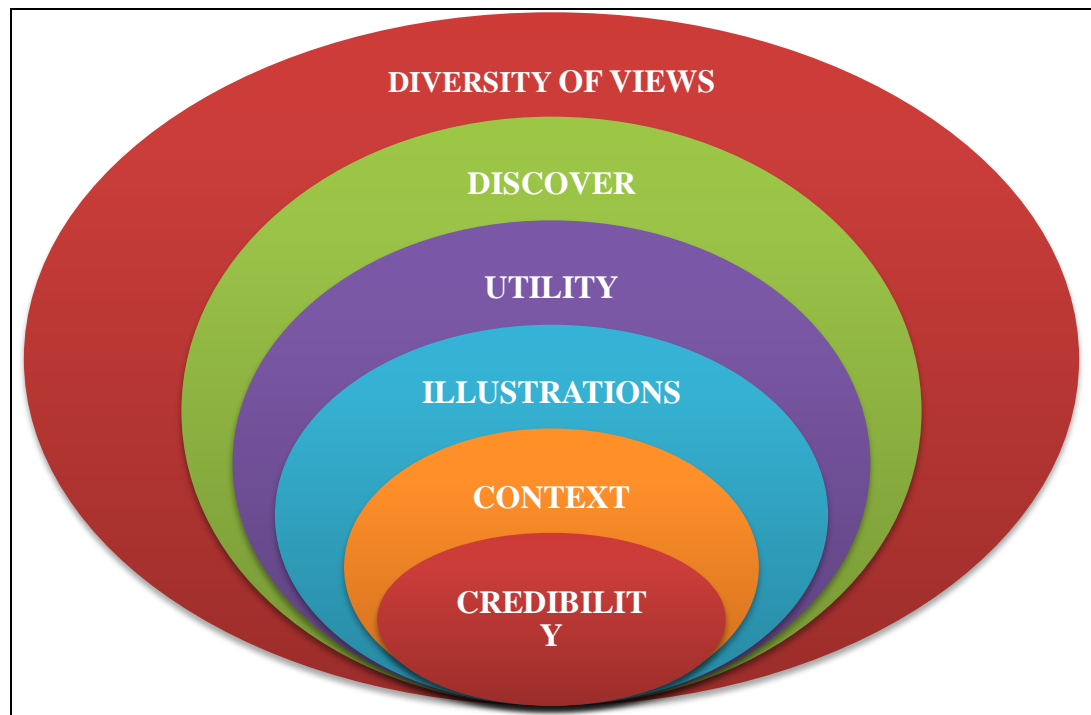 DIVERSITY OF VIEWS
DISCOVER
UTILITY
ILLUSTRATIONS
CONTEXT
CREDIBILIT
Y